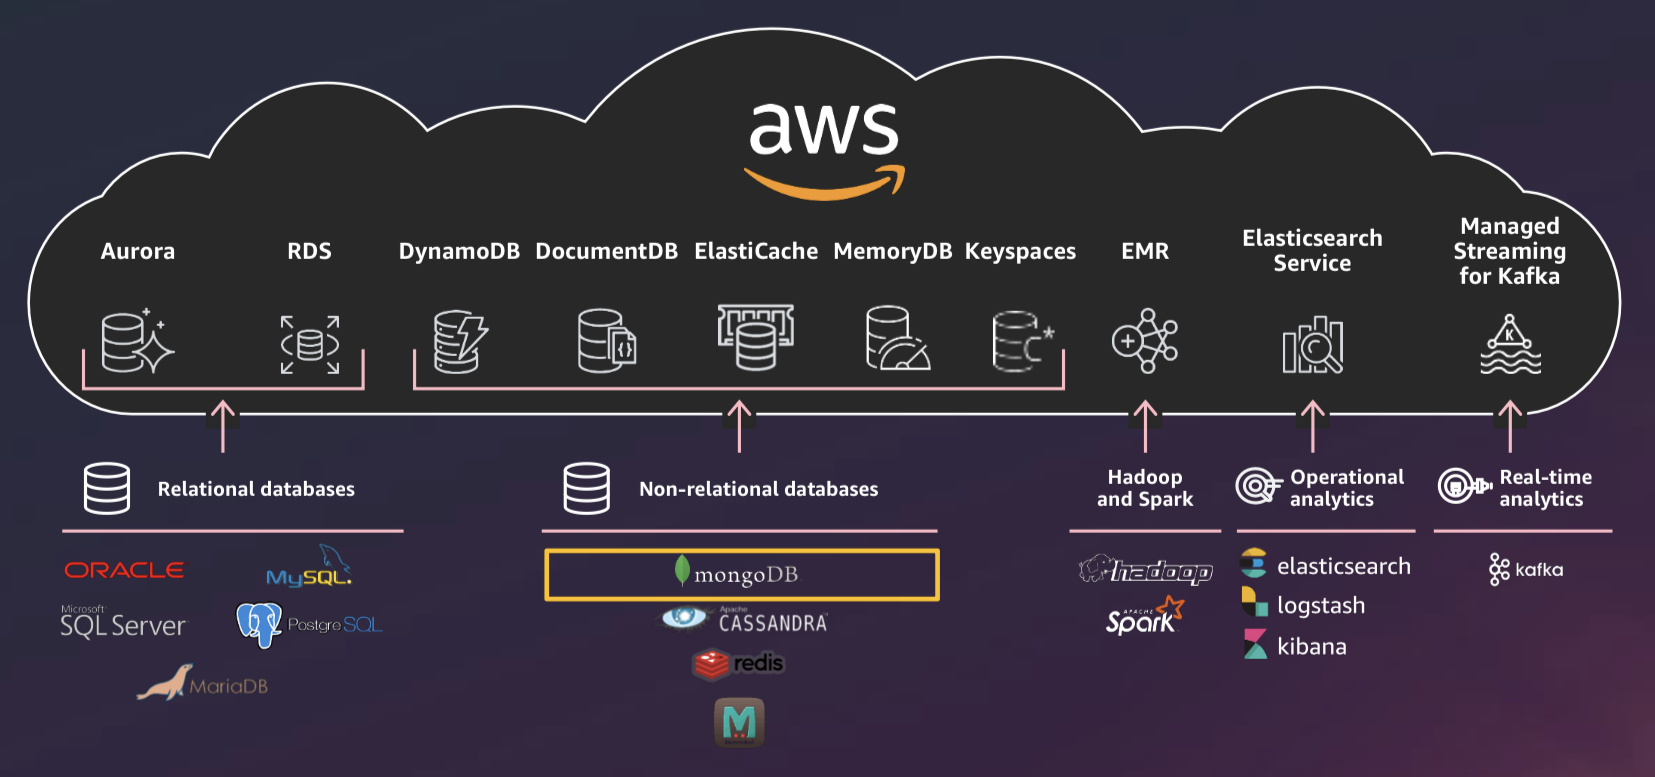 aws
Aurora
RDS
DynamoDB
DocumentDB
ElastiCache
MemoryDB
Keyspaces
EMR
Elasticsearch
Service
Managed
Streaming
for Kafka
{}
K
Relational databases
Non-relational databases
Hadoop
and Spark
Operational
analytics
Real-time
analytics
ORACLE
MySQL.
Microsoft
SQL Server
PostgreSQL
MariaDB
mongoDB
Apache
CASSANDRA
redis
M
hadoop
APACHE
Spark
elasticsearch
logstash
kibana
kafka